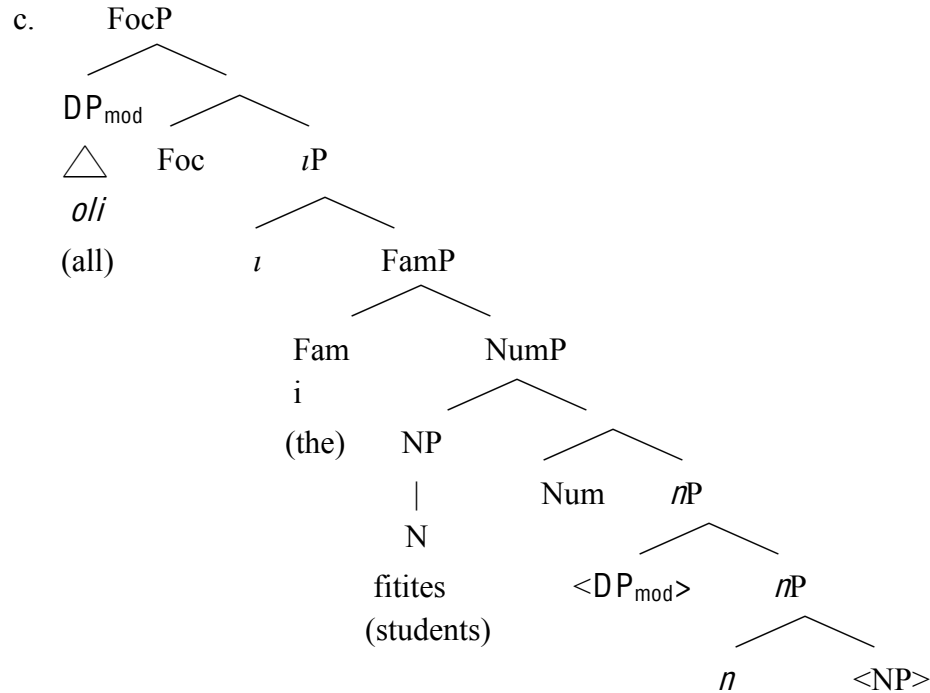 c. FocP
DPmod
Foc ιP
oli
(all) ι FamP
Fam NumP
i
(the) NP
| Num nP
N
fitites <DPmod> nP
(students)
n <NP>